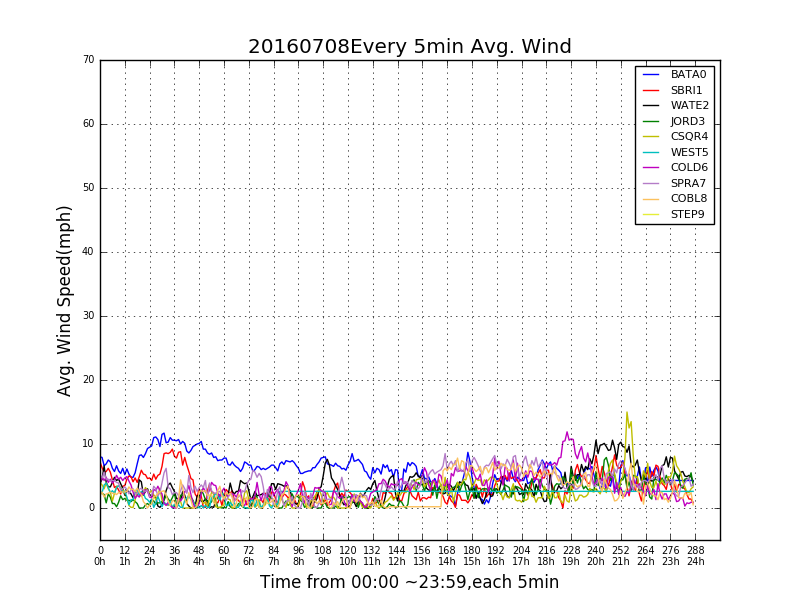 20160708Every 5min Avg. Wind
70
60
50
40
30
20
10
0
Avg. Wind Speed(mph)
BATA0
SBRI1
WATE2
JORD3
CSQR4
WEST5
COLD6
SPRA7
COBL8
STEP9
0 12 24 36 48 60 72 84 96 108 120 132 144 156 168 180 192 204 216 228 240 252 264 276 288
0h 1h 2h 3h 4h 5h 6h 7h 8h 9h 10h 11h 12h 13h 14h 15h 16h 17h 18h 19h 20h 21h 22h 23h 24h
Time from 00:00 ~23:59,each 5min